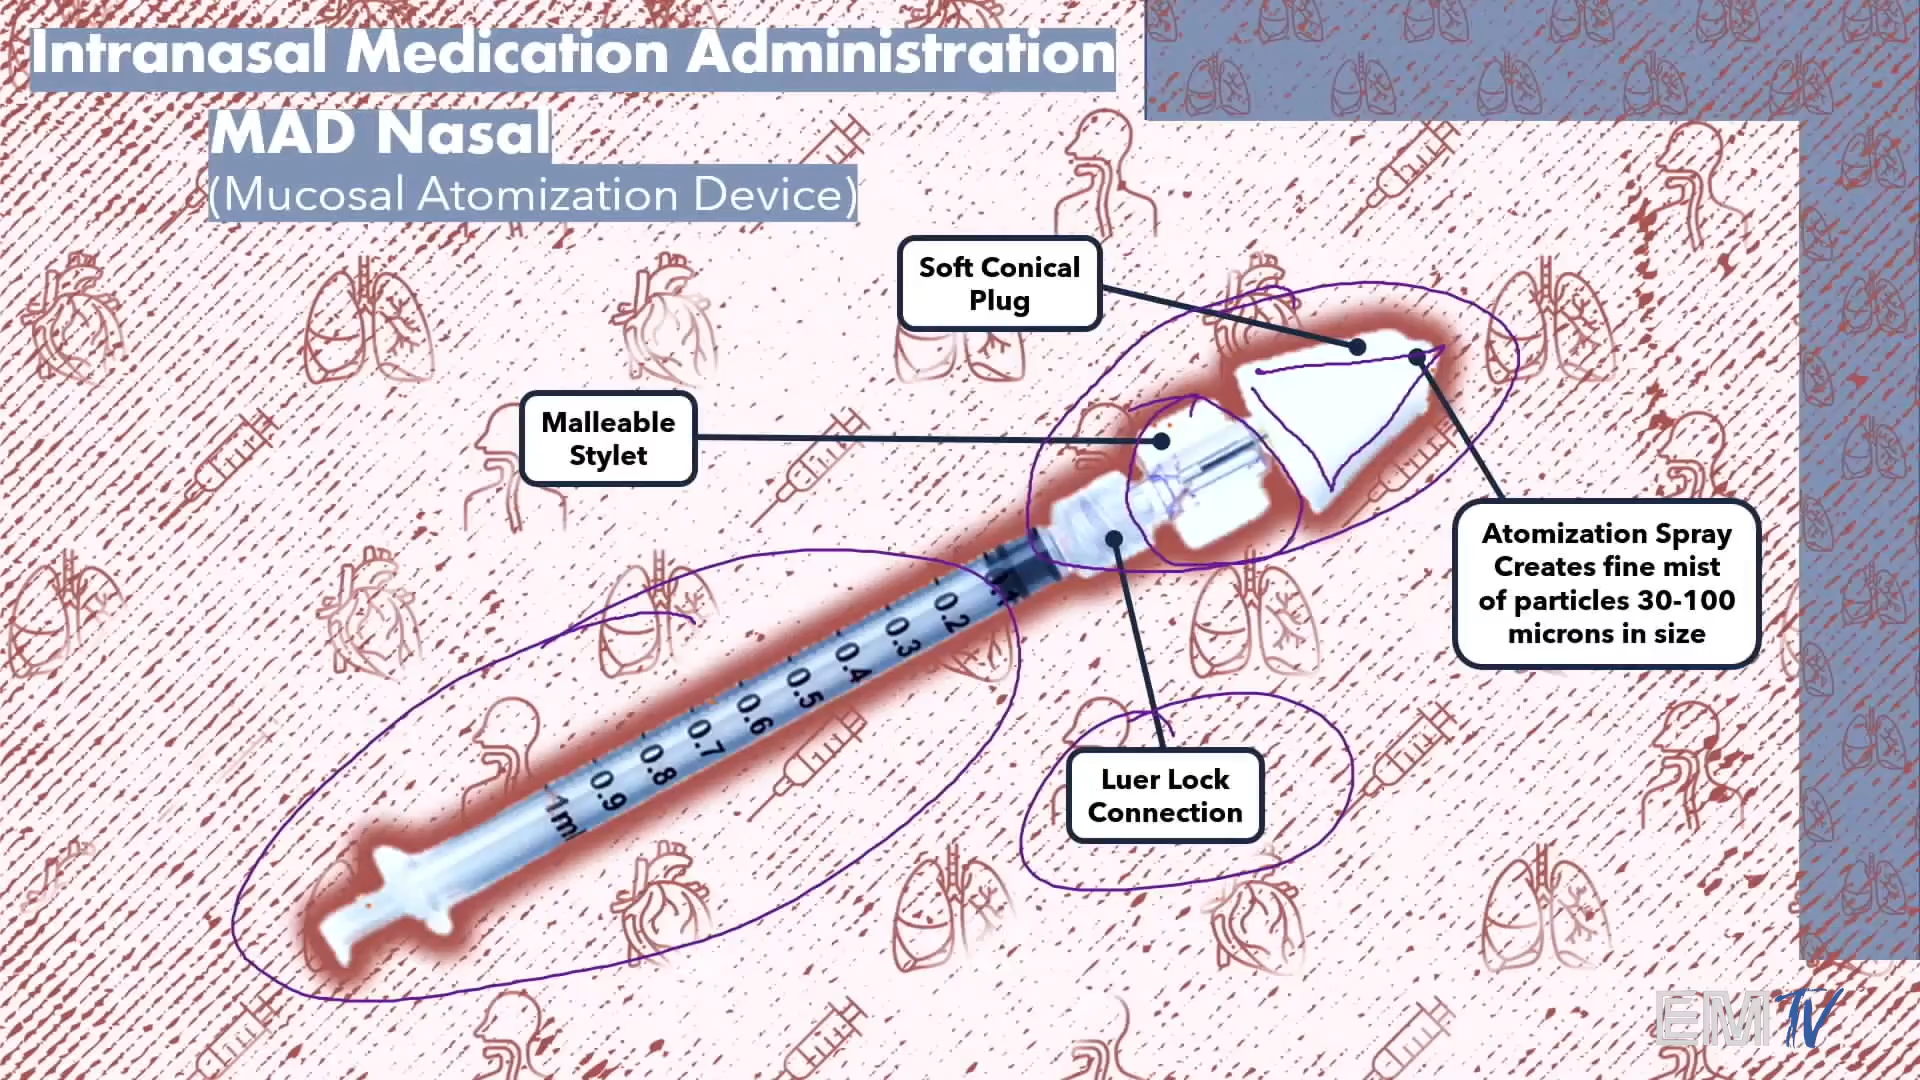 Intranasal Medication Administration
MAD Nasal
(Mucosal Atomization Device)
Soft Conical
Plug
Malleable
Stylet
Atomization Spray
Creates fine mist
of particles 30-100
microns in size
Luer Lock
Connection
0.2
0.3
0.4
0.5
0.6
0.7
0.8
0.9
1ml
EMTV